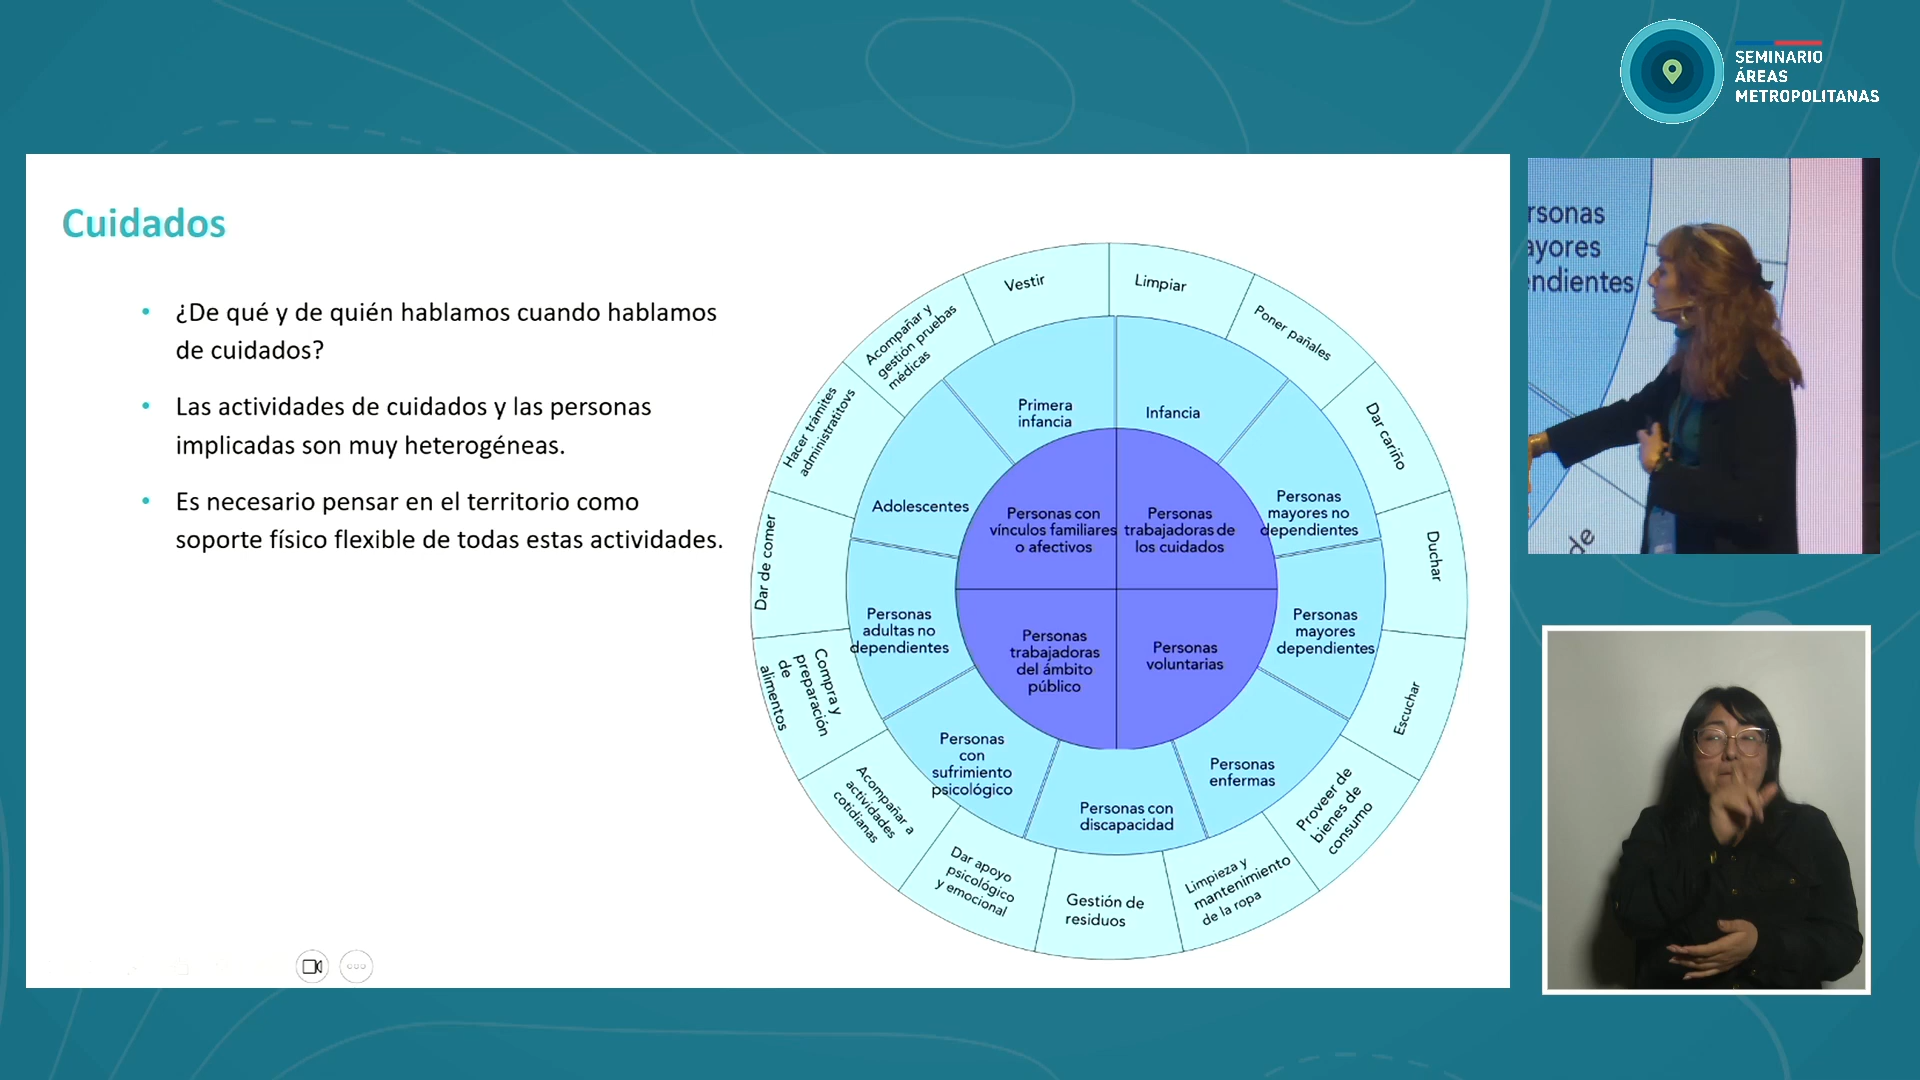 SEMINARIO
ÁREAS
METROPOLITANAS
Cuidados
• ¿De qué y de quién hablamos cuando hablamos
de cuidados?
• Las actividades de cuidados y las personas
implicadas son muy heterogéneas.
• Es necesario pensar en el territorio como
soporte físico flexible de todas estas actividades.
Vestir
Limpiar
Poner pañales
Dar cariño
Duchar
Escuchar
Proveer de
bienes de
consumo
Limpieza y
mantenimiento
de la ropa
Gestión de
residuos
Dar apoyo
psicológico
y emocional
Acompañar a
actividades
cotidianas
Compra y
preparación
de
alimentos
Dar de comer
Hacer trámites
administratitovs
Acompañar y
gestión pruebas
médicas
Primera
infancia
Infancia
Personas
mayores no
dependientes
Personas
mayores
dependientes
Personas
enfermas
Personas con
discapacidad
Personas
con
sufrimiento
psicológico
Personas
adultas no
dependientes
Adolescentes
Personas con
vínculos familiares
o afectivos
Personas
trabajadoras de
los cuidados
Personas
trabajadoras
del ámbito
público
Personas
voluntarias
rsonas
ayores
endientes
de